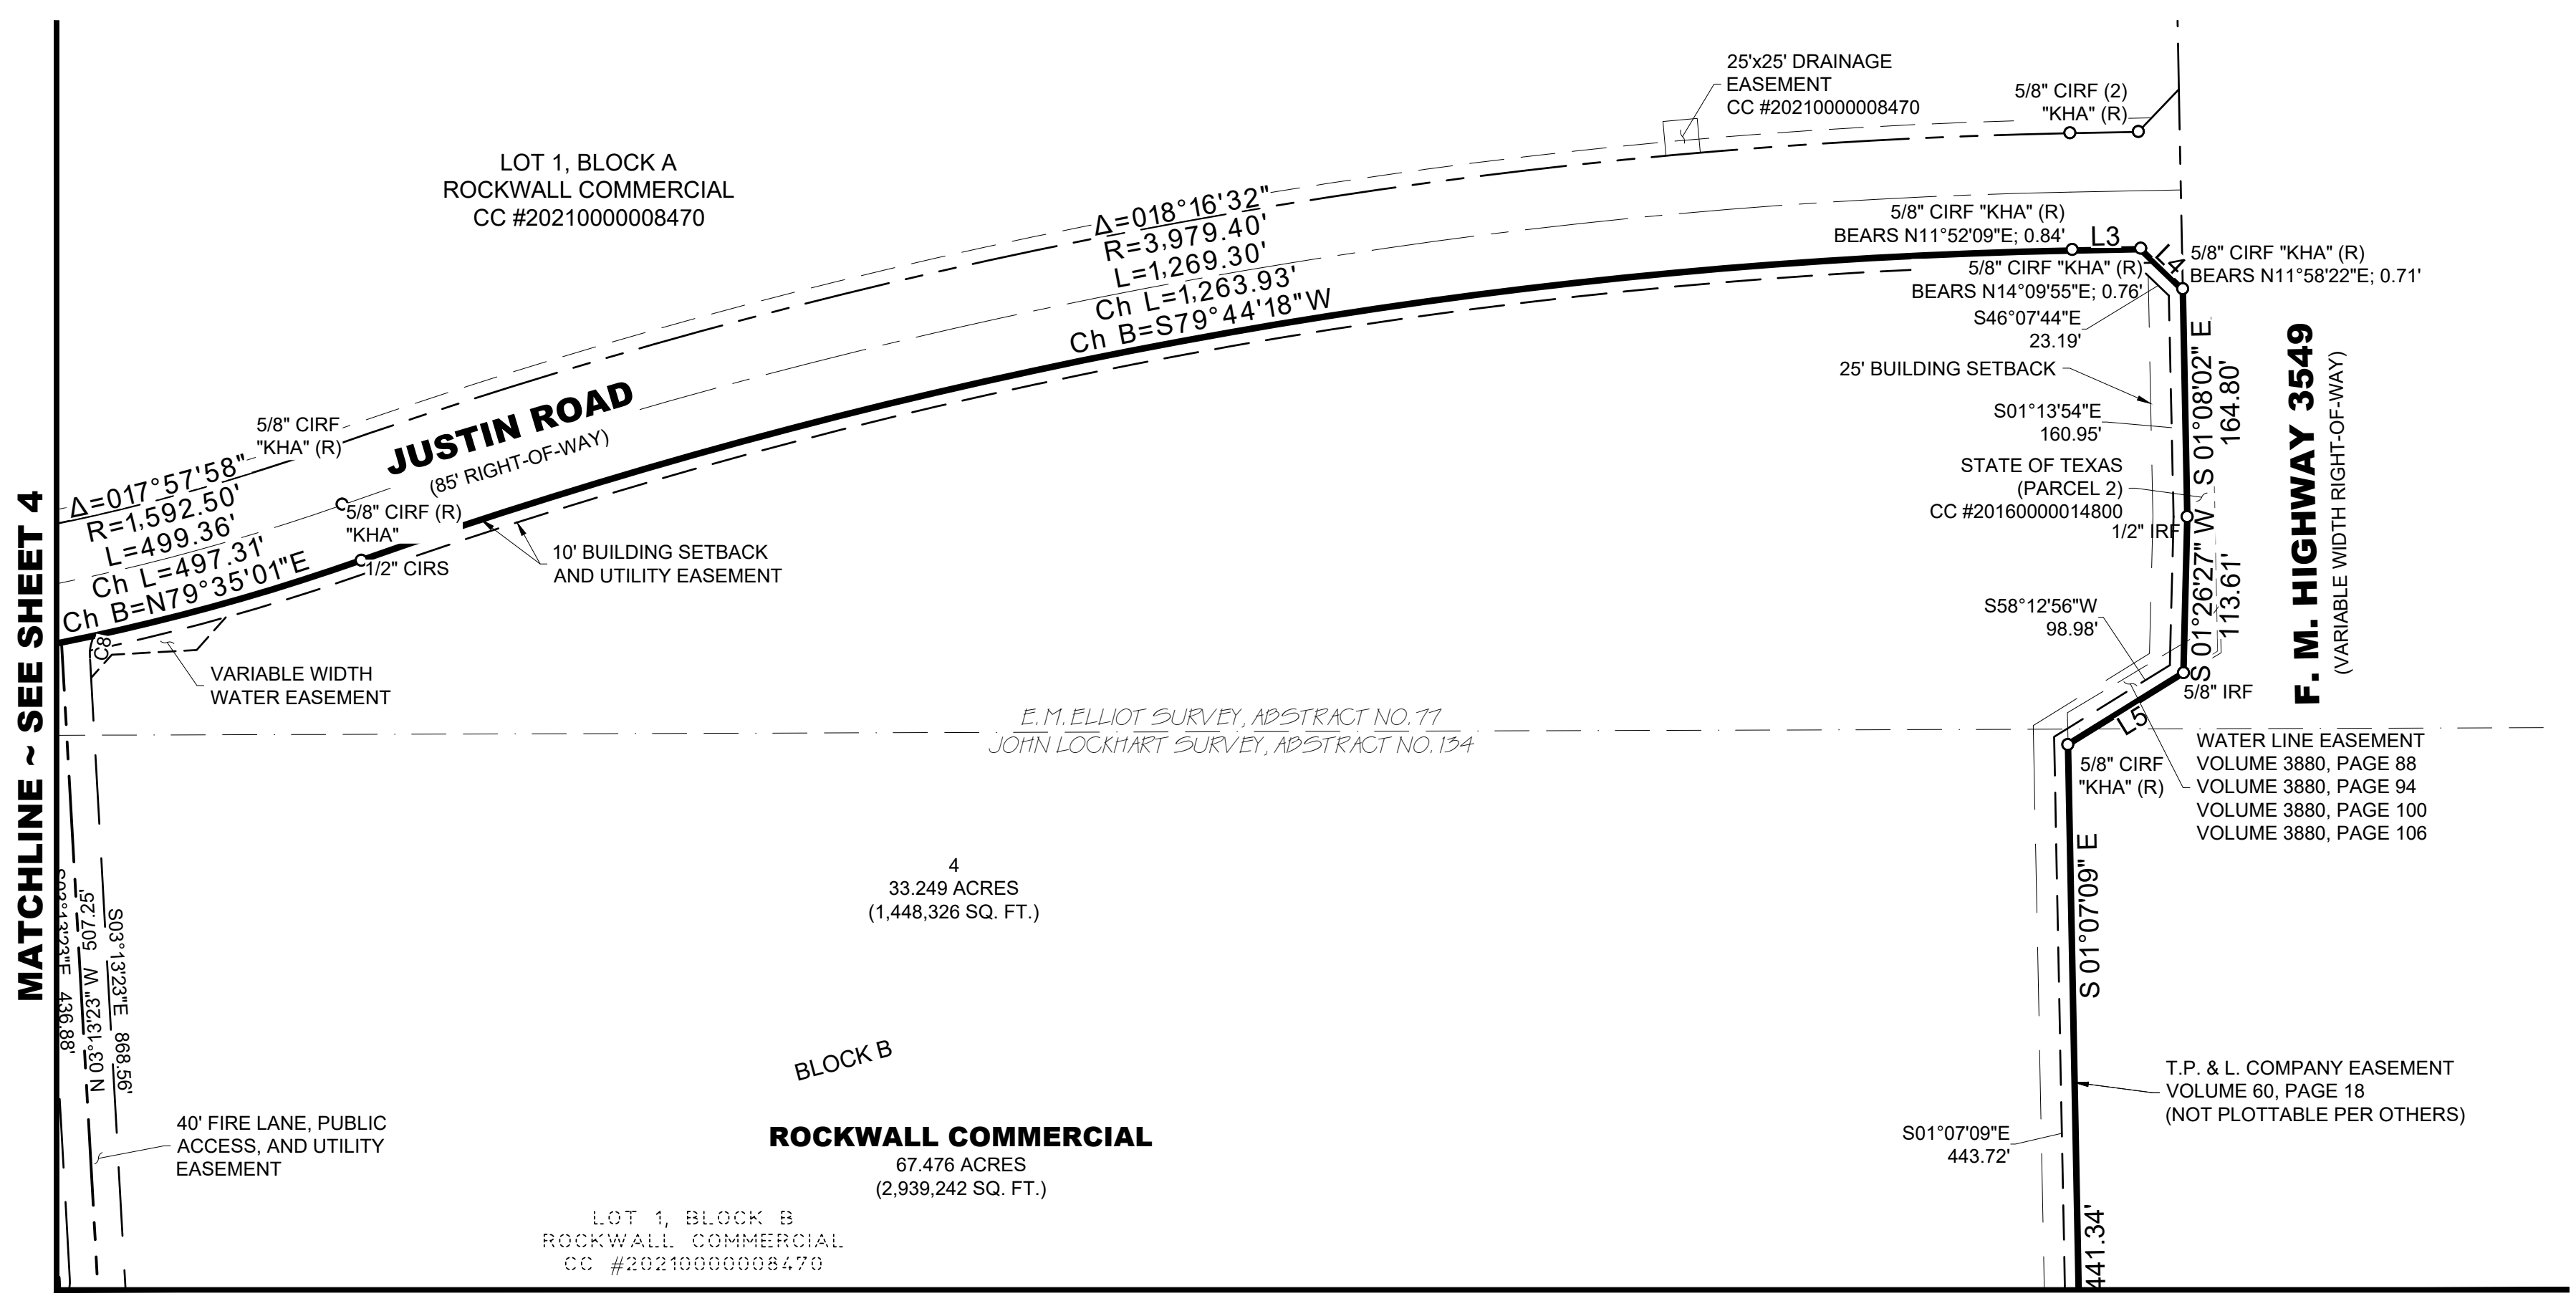 25'x25' DRAINAGE
EASEMENT
CC #20210000008470
5/8" CIRF (2)
"KHA" (R)
LOT 1, BLOCK A
ROCKWALL COMMERCIAL
CC #20210000008470
Δ=018°16'32"
R=3,979.40'
L=1,269.30'
Ch L=1,263.93'
Ch B=S79°44'18"W
5/8" CIRF "KHA" (R)
BEARS N11°52'09"E; 0.84'
L3
L4
5/8" CIRF "KHA" (R)
BEARS N11°58'22"E; 0.71'
5/8" CIRF "KHA" (R)
BEARS N14°09'55"E; 0.76'
S46°07'44"E
23.19'
25' BUILDING SETBACK
S01°13'54"E
160.95'
S 01°08'02" E
164.80'
STATE OF TEXAS
(PARCEL 2)
CC #20160000014800
1/2" IRF
S 01°26'27" W
113.61'
F. M. HIGHWAY 3549
(VARIABLE WIDTH RIGHT-OF-WAY)
S58°12'56"W
98.98'
5/8" IRF
L5
5/8" CIRF
"KHA" (R)
WATER LINE EASEMENT
VOLUME 3880, PAGE 88
VOLUME 3880, PAGE 94
VOLUME 3880, PAGE 100
VOLUME 3880, PAGE 106
5/8" CIRF
"KHA" (R)
JUSTIN ROAD
(85' RIGHT-OF-WAY)
Δ=017°57'58"
R=1,592.50'
L=499.36'
Ch L=497.31'
Ch B=N79°35'01"E
5/8" CIRF (R)
"KHA"
1/2" CIRS
10' BUILDING SETBACK
AND UTILITY EASEMENT
C8
VARIABLE WIDTH
WATER EASEMENT
MATCHLINE ~ SEE SHEET 4
E. M. ELLIOT SURVEY, ABSTRACT NO. 77
JOHN LOCKHART SURVEY, ABSTRACT NO. 134
4
33.249 ACRES
(1,448,326 SQ. FT.)
S 01°07'09" E
441.34'
S03°13'23"E 436.88'
N 03°13'23" W 507.25'
S03°13'23"E 868.56'
BLOCK B
40' FIRE LANE, PUBLIC
ACCESS, AND UTILITY
EASEMENT
ROCKWALL COMMERCIAL
67.476 ACRES
(2,939,242 SQ. FT.)
T.P. & L. COMPANY EASEMENT
VOLUME 60, PAGE 18
(NOT PLOTTABLE PER OTHERS)
S01°07'09"E
443.72'
LOT 1, BLOCK B
ROCKWALL COMMERCIAL
CC #20210000008470